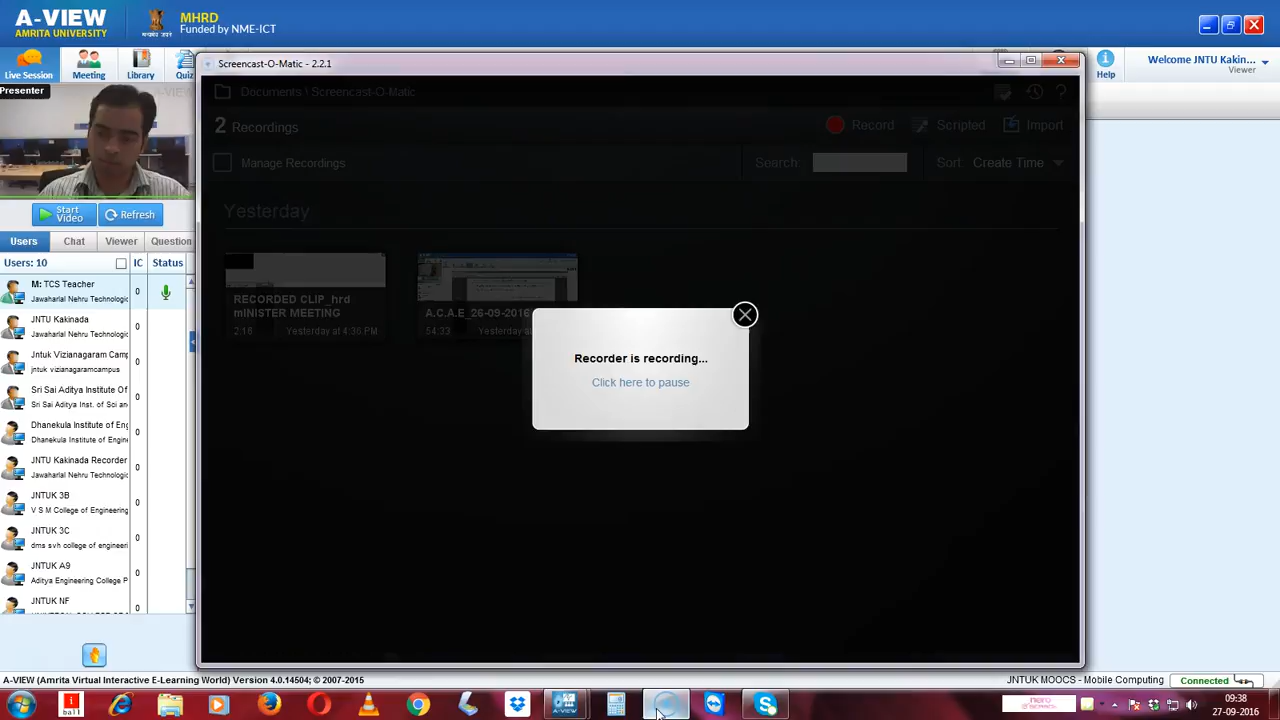 A-VIEW
AMRITA UNIVERSITY
MHRD
Funded by NME-ICT
Live Session
Meeting
Library
Quiz
Help
Welcome JNTU Kakin...
Viewer
Screencast-O-Matic - 2.2.1
Presenter
Documents \ Screencast-O-Matic
2 Recordings
Record
Scripted
Import
Manage Recordings
Search:
Sort: Create Time
Yesterday
Start Video
Refresh
Users
Chat
Viewer
Question
Users: 10
IC
Status
M: TCS Teacher
Jawaharlal Nehru Technologic
0
JNTU Kakinada
Jawaharlal Nehru Technologic
0
Jntuk Vizianagaram Camp
jntuk vizianagaramcampus
0
Sri Sai Aditya Institute Of
Sri Sai Aditya Inst. of Sci an
0
Dhanekula Institute of Eng
Dhanekula Institute of Engine
0
JNTU Kakinada Recorder
Jawaharlal Nehru Technologic
0
JNTUK 3B
V S M College of Engineering
0
JNTUK 3C
dms svh college of engineeri
0
JNTUK A9
Aditya Engineering College P
0
JNTUK NF
0
RECORDED CLIP_hrd
mINISTER MEETING
2:18
Yesterday at 4:36 PM
A.C.A.E_26-09-2016
54:33
Yesterday at
Recorder is recording...
Click here to pause
A-VIEW (Amrita Virtual Interactive E-Learning World) Version 4.0.14504; © 2007-2015
JNTUK MOOCS - Mobile Computing
Connected
i
ball
A-VIEW
09:38
27-09-2016